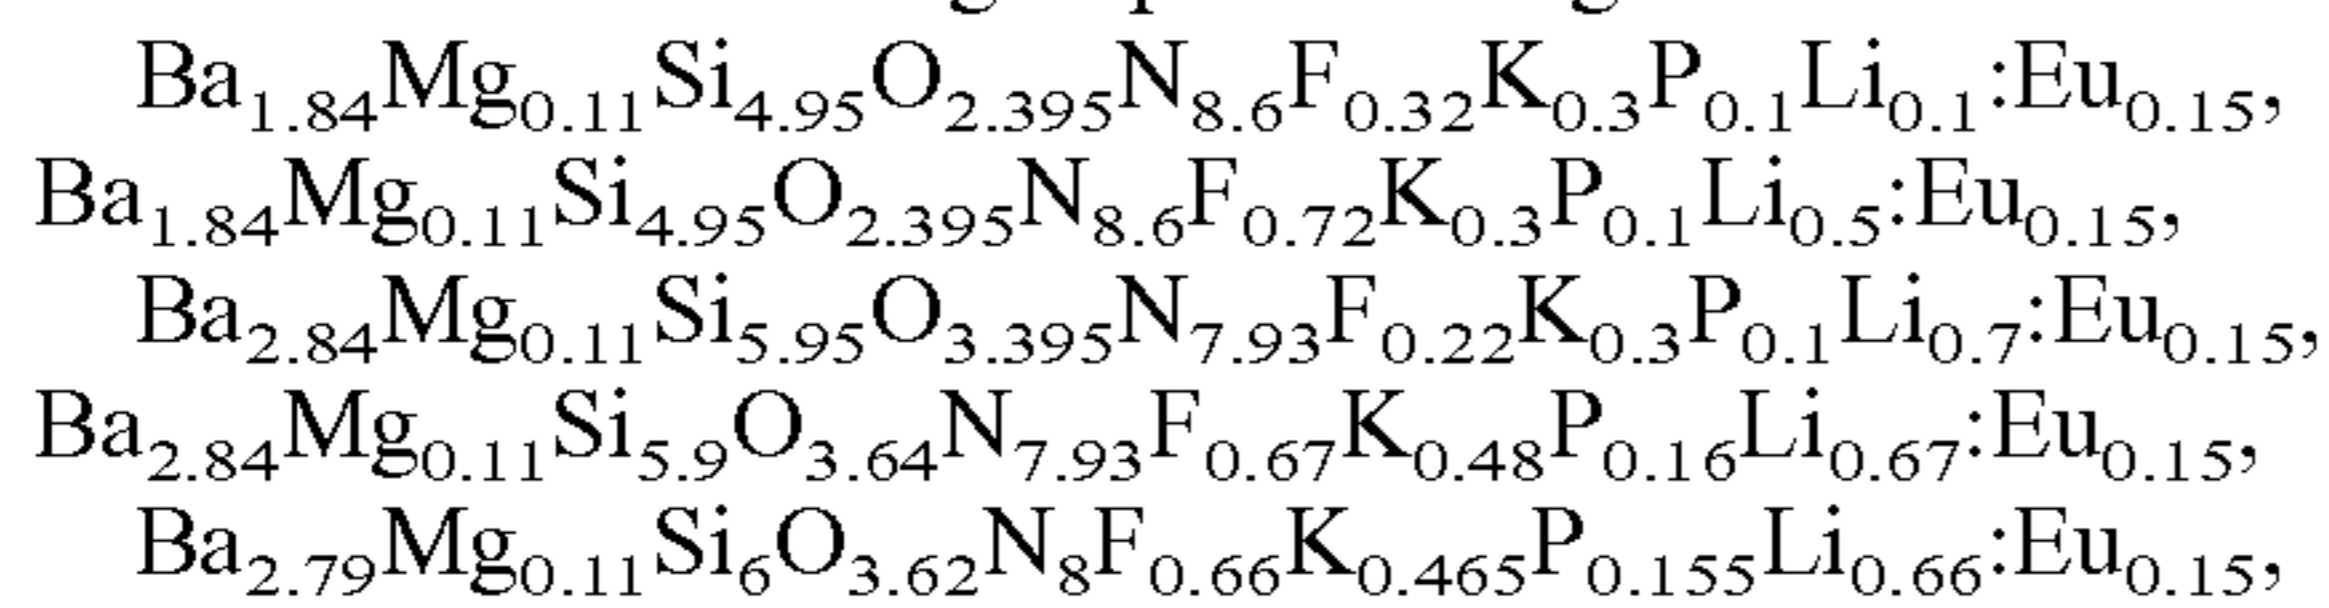 Ba₁.₈₄Mg₀.₁₁Si₄.₉₅O₂.₃₉₅N₈.₆F₀.₃₂K₀.₃P₀.₁Li₀.₁:Eu₀.₁₅,
Ba₁.₈₄Mg₀.₁₁Si₄.₉₅O₂.₃₉₅N₈.₆F₀.₇₂K₀.₃P₀.₁Li₀.₅:Eu₀.₁₅,
Ba₂.₈₄Mg₀.₁₁Si₅.₉₅O₃.₃₉₅N₇.₉₃F₀.₂₂K₀.₃P₀.₁Li₀.₇:Eu₀.₁₅,
Ba₂.₈₄Mg₀.₁₁Si₅.₉O₃.₆₄N₇.₉₃F₀.₆₇K₀.₄₈P₀.₁₆Li₀.₆₇:Eu₀.₁₅,
Ba₂.₇₉Mg₀.₁₁Si₆O₃.₆₂N₈F₀.₆₆K₀.₄₆₅P₀.₁₅₅Li₀.₆₆:Eu₀.₁₅,